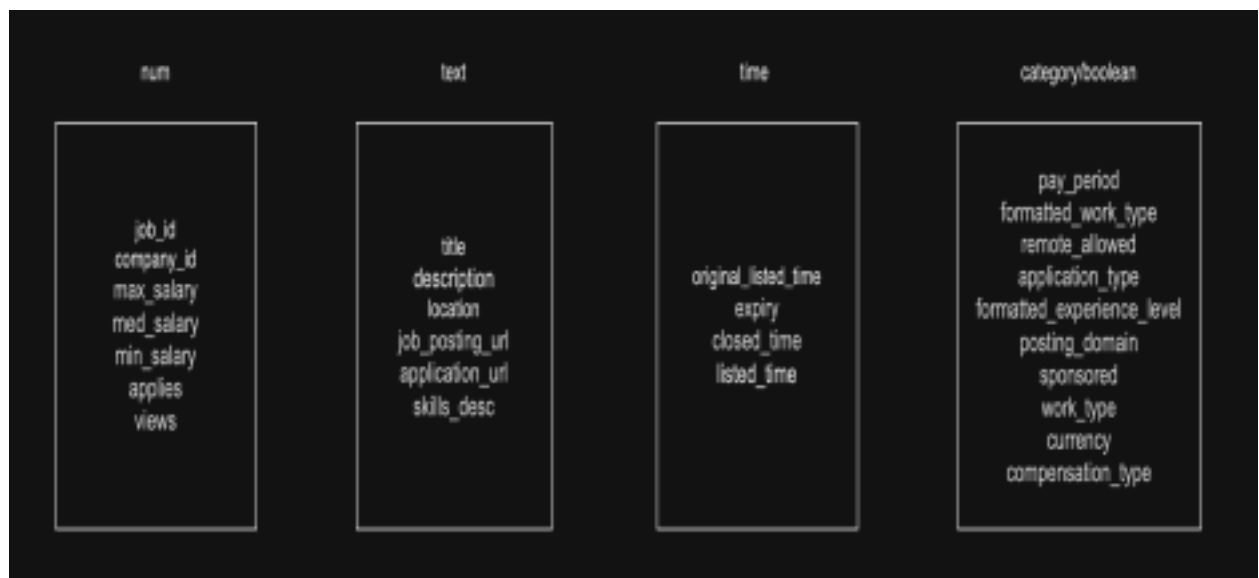 num
job_id
company_id
max_salary
med_salary
min_salary
applies
views
text
title
description
location
job_posting_url
application_url
skills_desc
time
original_listed_time
expiry
closed_time
listed_time
category/boolean
pay_period
formatted_work_type
remote_allowed
application_type
formatted_experience_level
posting_domain
sponsored
work_type
currency
compensation_type